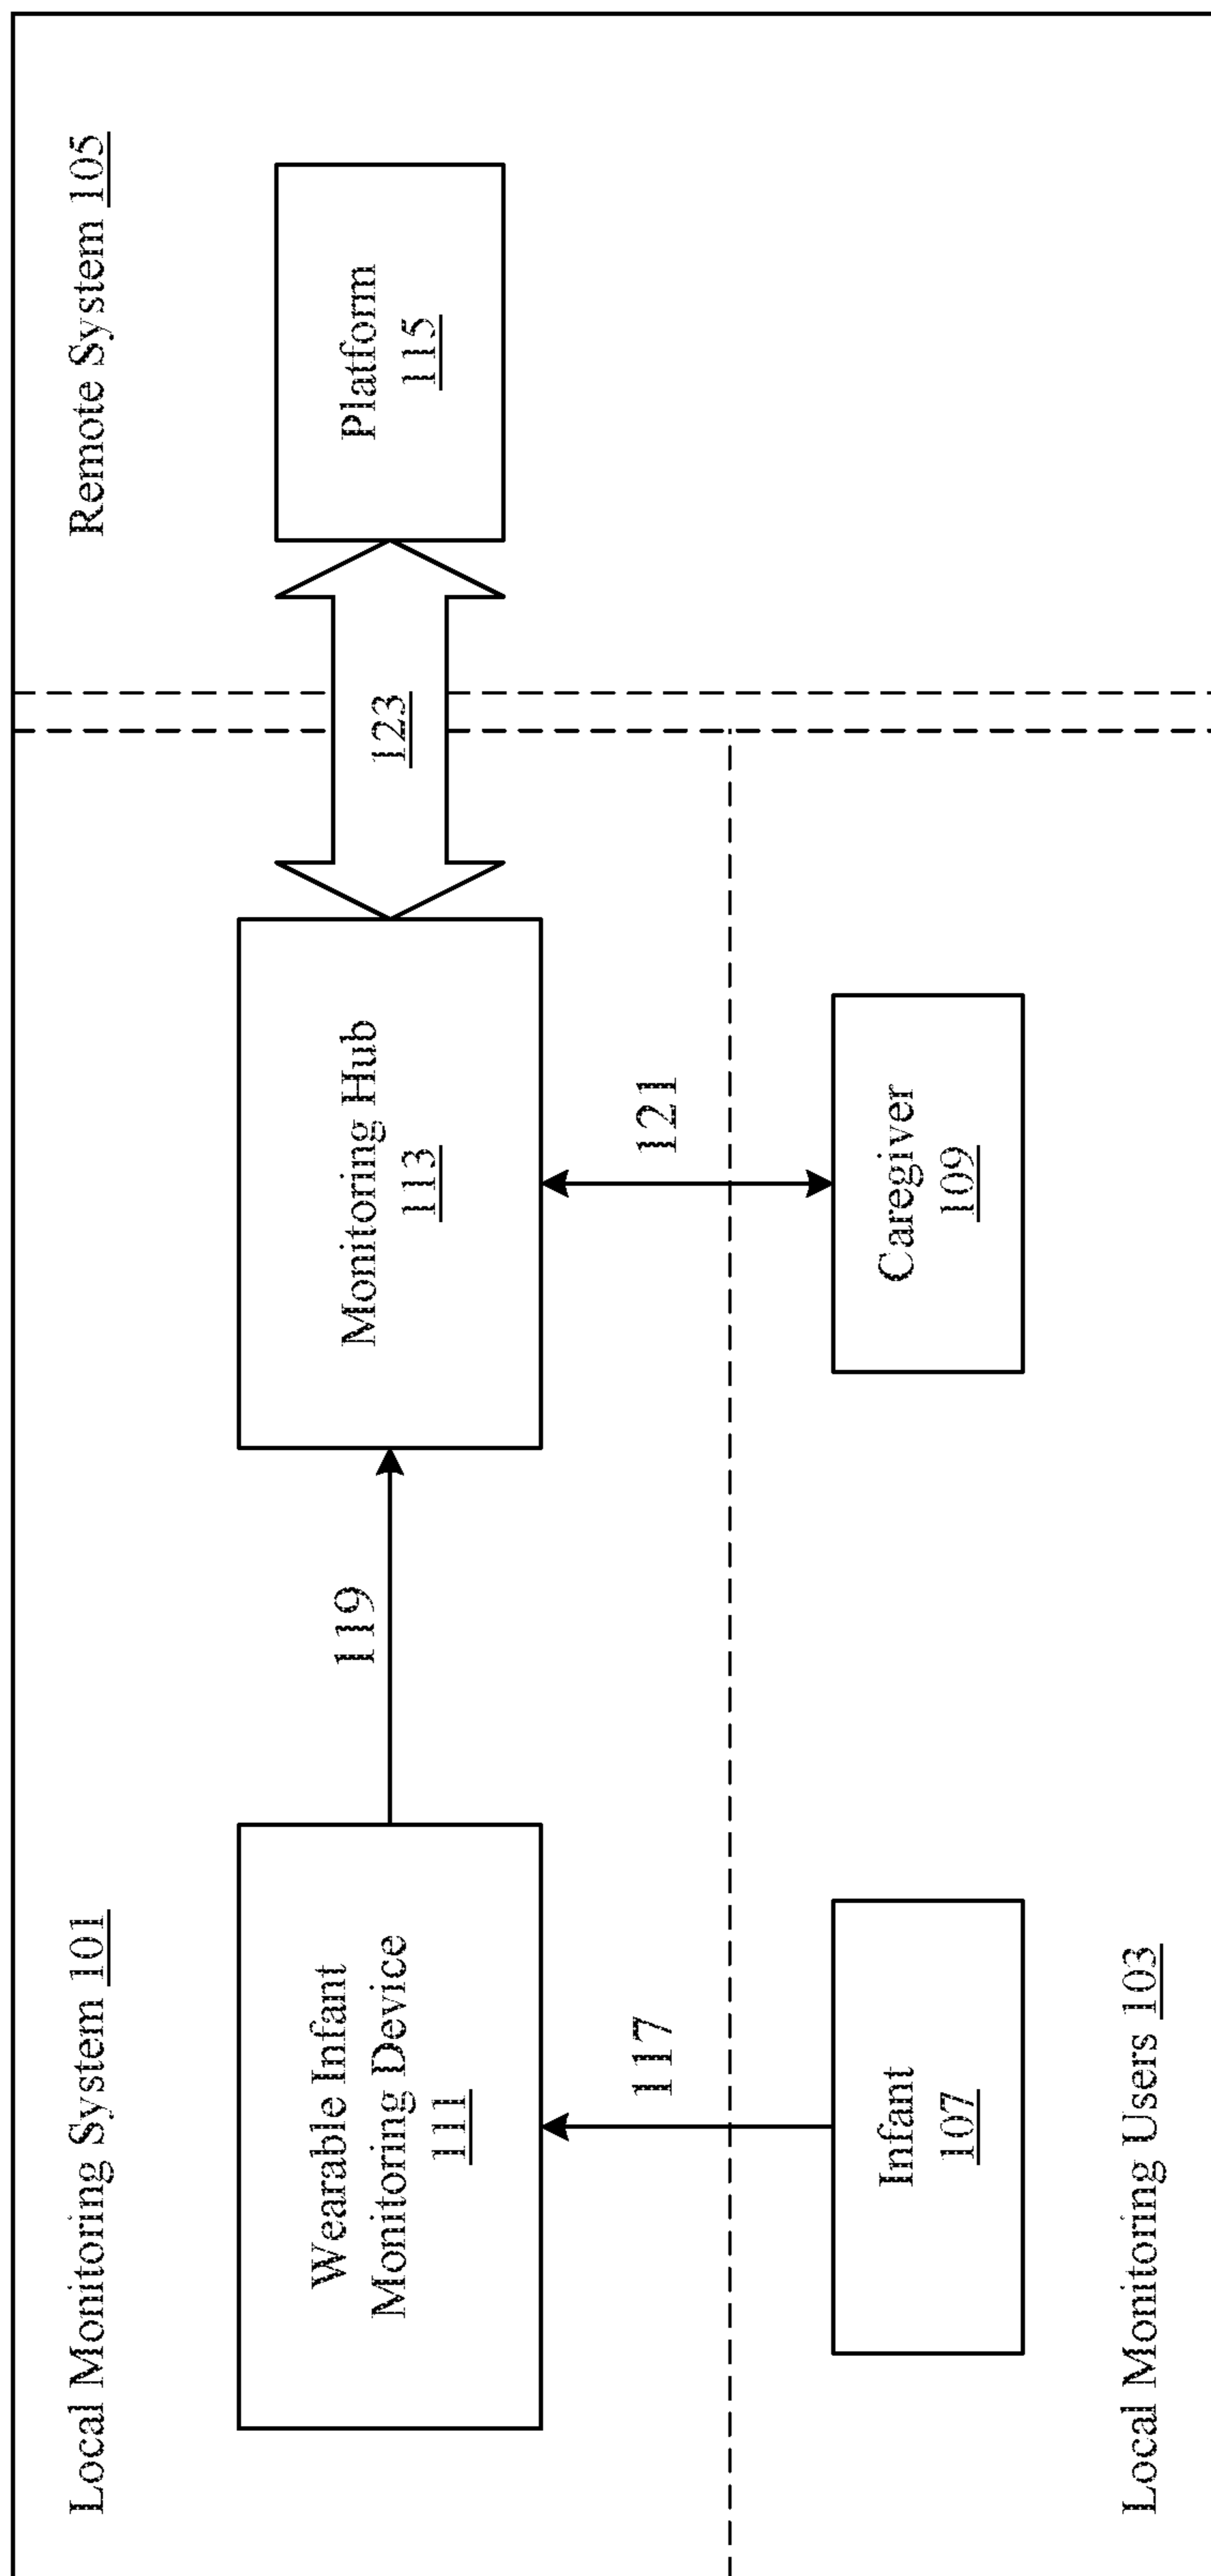 Local Monitoring System 101
Remote System 105
Wearable Infant
Monitoring Device
111
119
Monitoring Hub
113
123
Platform
115
117
121
Infant
107
Caregiver
109
Local Monitoring Users 103